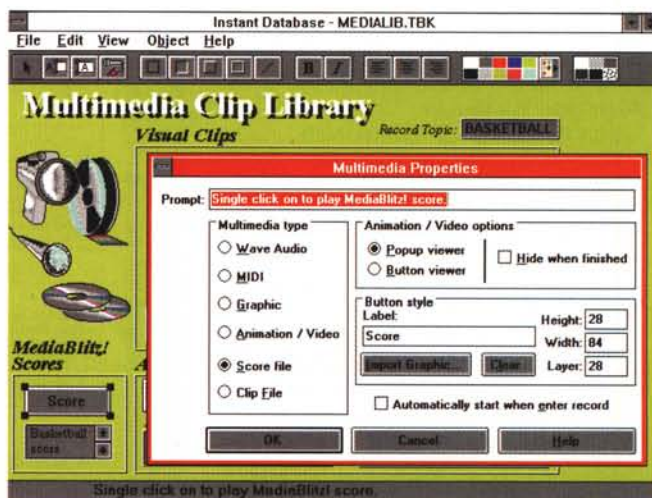 Instant Database - MEDIALIB.TBK
File Edit View Object Help
A A B I
Multimedia Clip Library
Visual Clips
Record Topic: BASKETBALL
Multimedia Properties
Prompt: Single click on to play MediaBlitz! score.
Multimedia type
Wave Audio
MIDI
Graphic
Animation / Video
Score file
Clip File
Animation / Video options
Popup viewer
Button viewer
Hide when finished
Button style
Label:
Score
Height: 28
Width: 84
Import Graphic... Clear
Layer: 28
Automatically start when enter record
OK Cancel Help
MediaBlitz!
Scores
A
Score
Basketball
score
Single click on to play MediaBlitz! score.